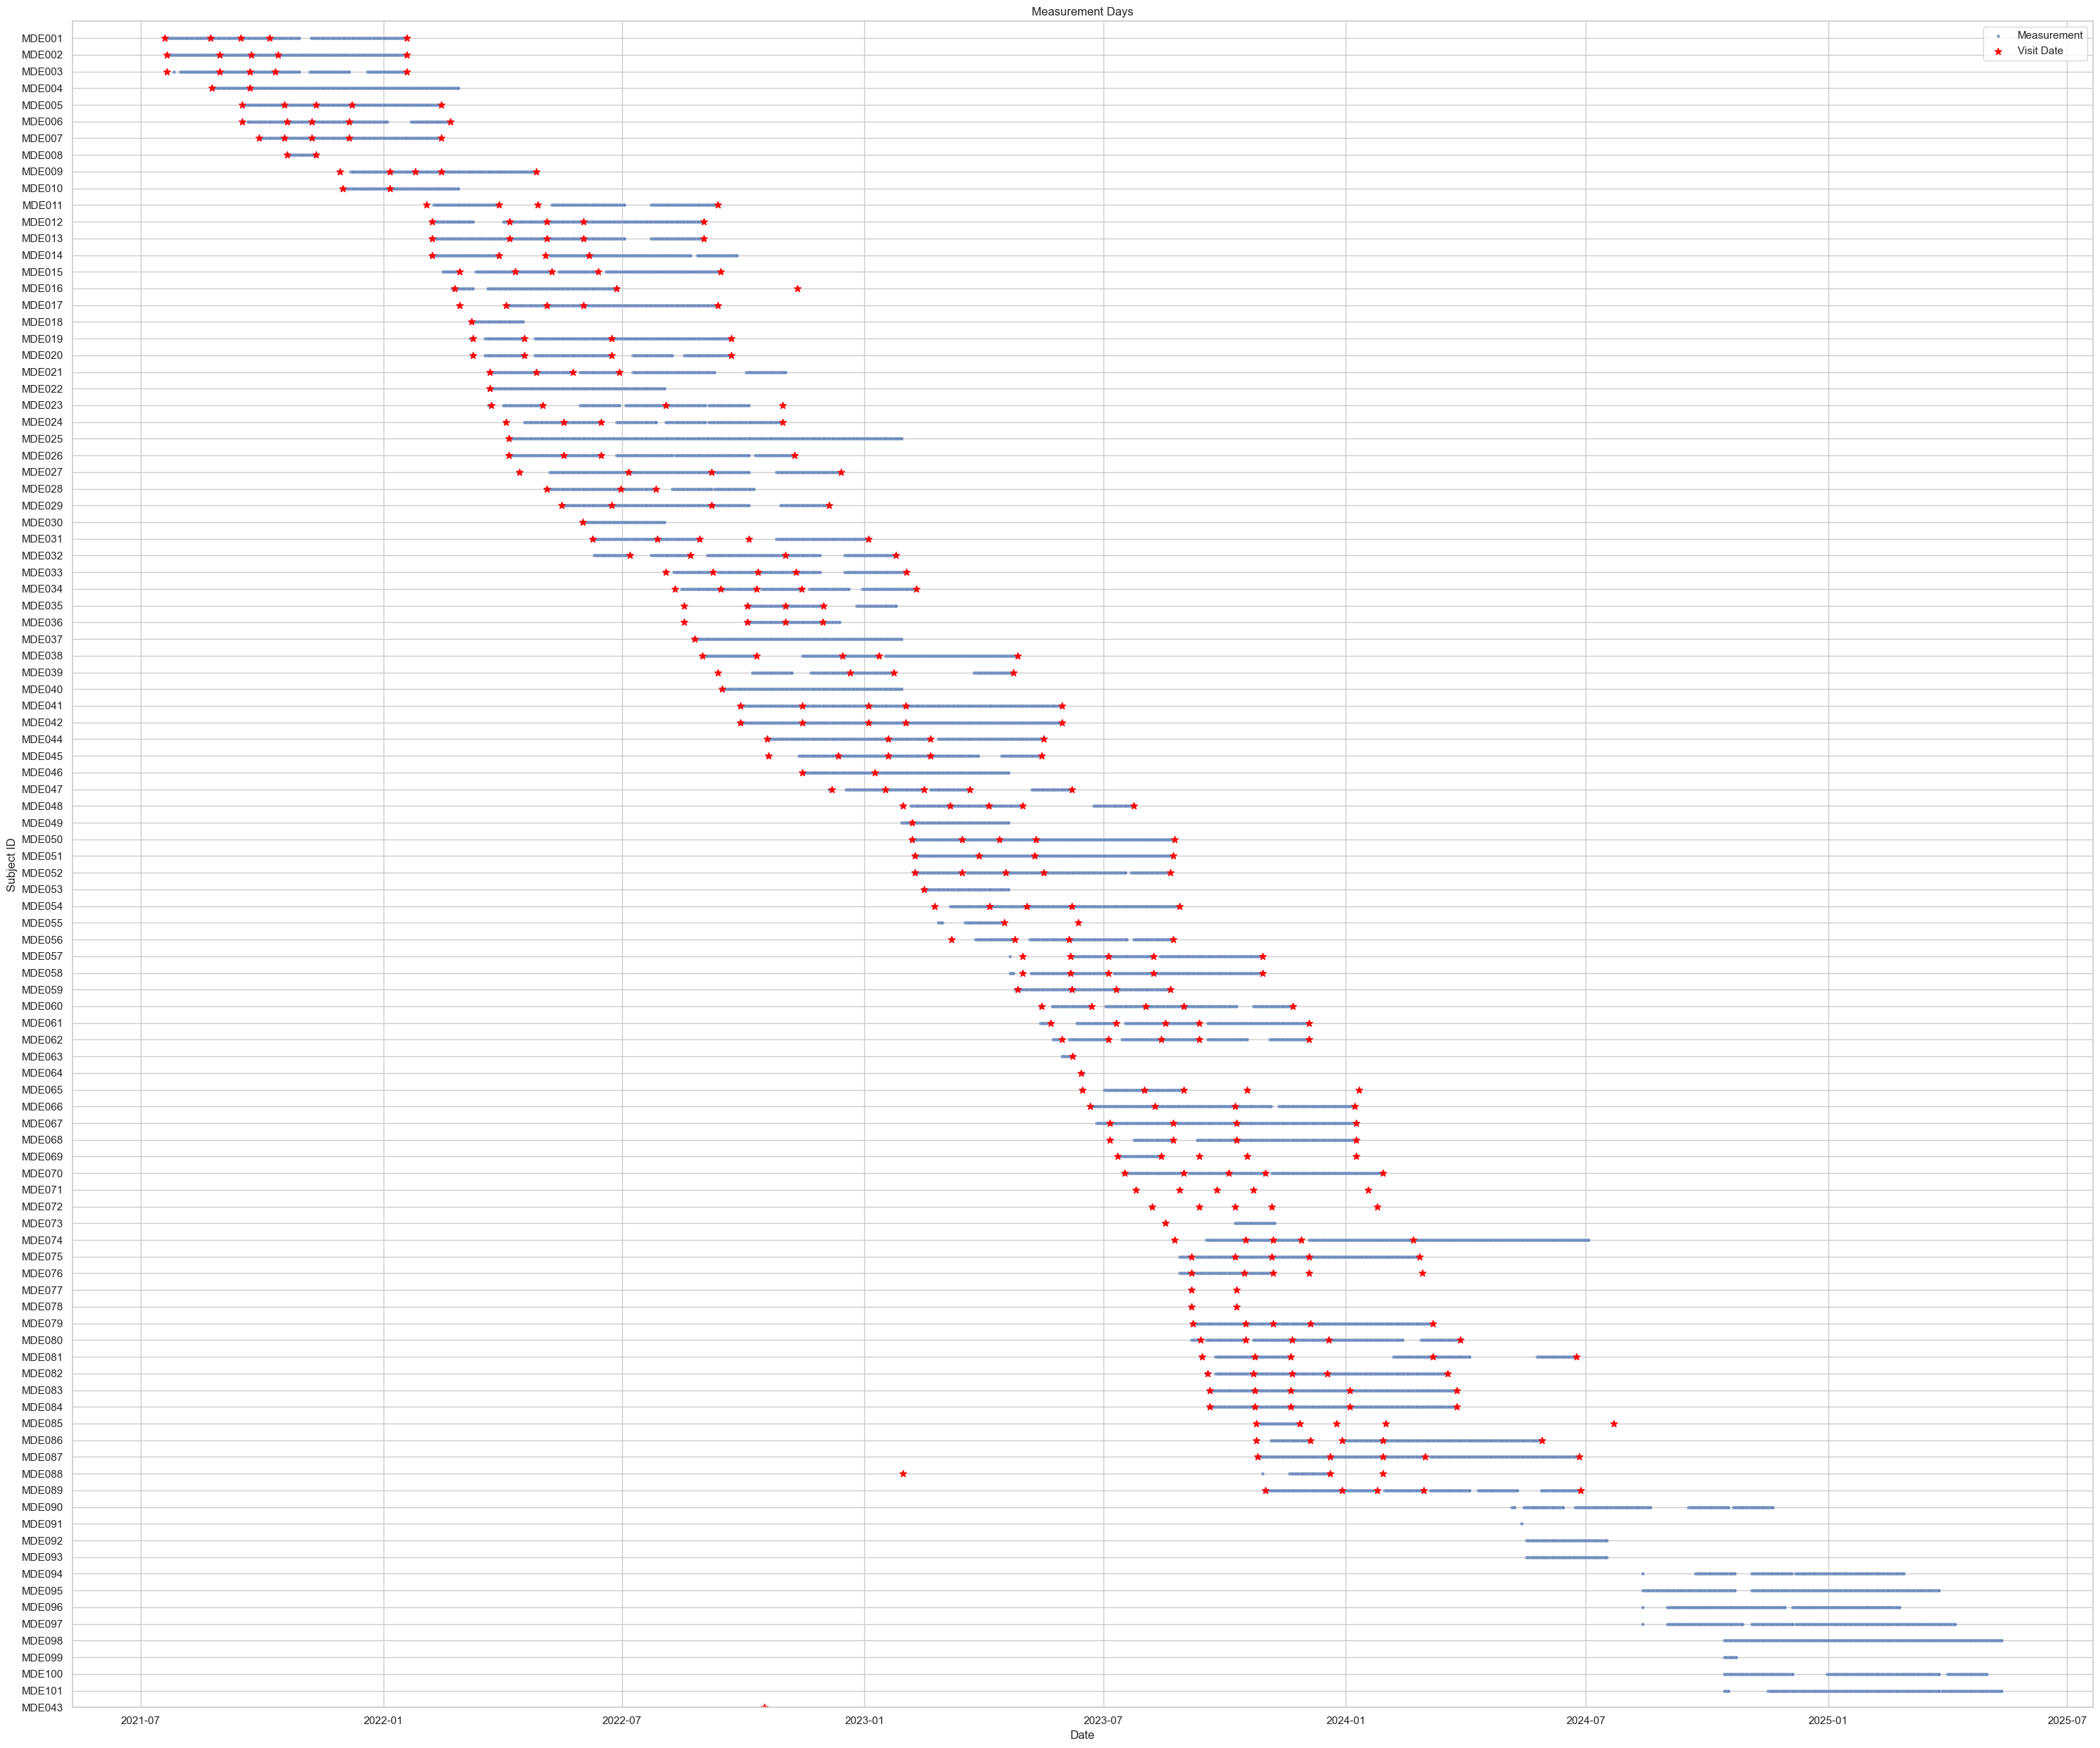 Measurement Days
Measurement
Visit Date
Subject ID
MDE001
MDE002
MDE003
MDE004
MDE005
MDE006
MDE007
MDE008
MDE009
MDE010
MDE011
MDE012
MDE013
MDE014
MDE015
MDE016
MDE017
MDE018
MDE019
MDE020
MDE021
MDE022
MDE023
MDE024
MDE025
MDE026
MDE027
MDE028
MDE029
MDE030
MDE031
MDE032
MDE033
MDE034
MDE035
MDE036
MDE037
MDE038
MDE039
MDE040
MDE041
MDE042
MDE044
MDE045
MDE046
MDE047
MDE048
MDE049
MDE050
MDE051
MDE052
MDE053
MDE054
MDE055
MDE056
MDE057
MDE058
MDE059
MDE060
MDE061
MDE062
MDE063
MDE064
MDE065
MDE066
MDE067
MDE068
MDE069
MDE070
MDE071
MDE072
MDE073
MDE074
MDE075
MDE076
MDE077
MDE078
MDE079
MDE080
MDE081
MDE082
MDE083
MDE084
MDE085
MDE086
MDE087
MDE088
MDE089
MDE090
MDE091
MDE092
MDE093
MDE094
MDE095
MDE096
MDE097
MDE098
MDE099
MDE100
MDE101
MDE043
2021-07 2022-01 2022-07 2023-01 2023-07 2024-01 2024-07 2025-01 2025-07
Date